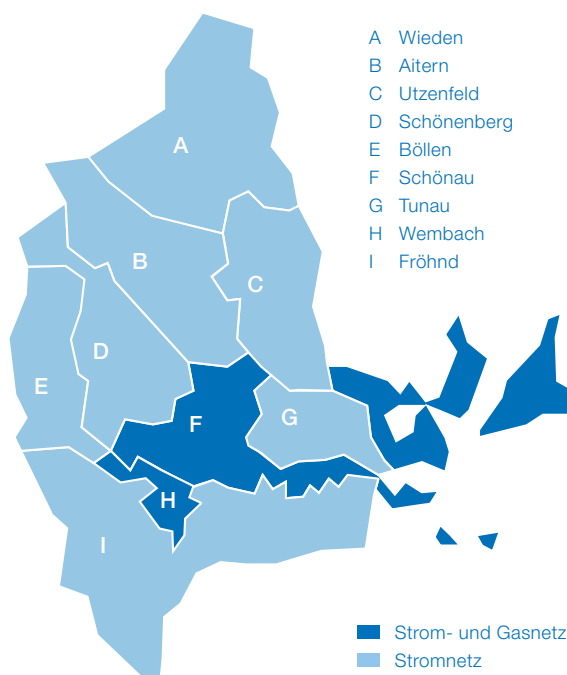 A Wieden
B Aitern
C Utzenfeld
D Schönenberg
E Böllen
F Schönau
G Tunau
H Wembach
I Fröhnd
A
B
C
D
E
F
G
H
I
Strom- und Gasnetz
Stromnetz